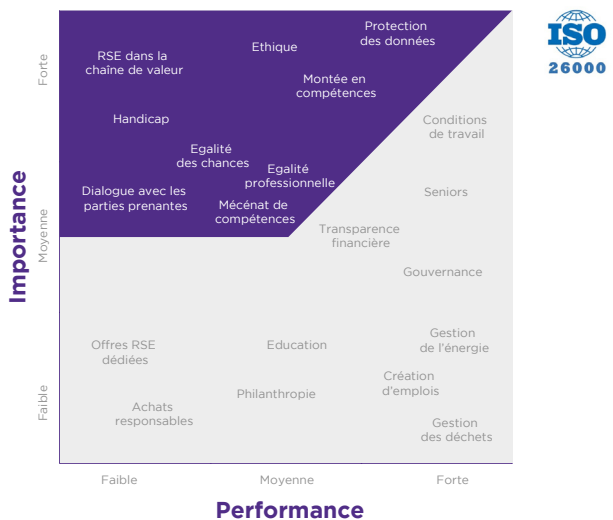 Protection
des données
ISO
26000
Ethique
RSE dans la
chaîne de valeur
Forte
Montée en
compétences
Handicap
Conditions
de travail
Egalité
des chances
Egalité
professionnelle
Dialogue avec les
parties prenantes
Mécénat de
compétences
Seniors
Importance
Moyenne
Transparence
financière
Gouvernance
Offres RSE
dédiées
Education
Gestion
de l'énergie
Création
d'emplois
Philanthropie
Faible
Achats
responsables
Gestion
des déchets
Faible
Moyenne
Forte
Performance